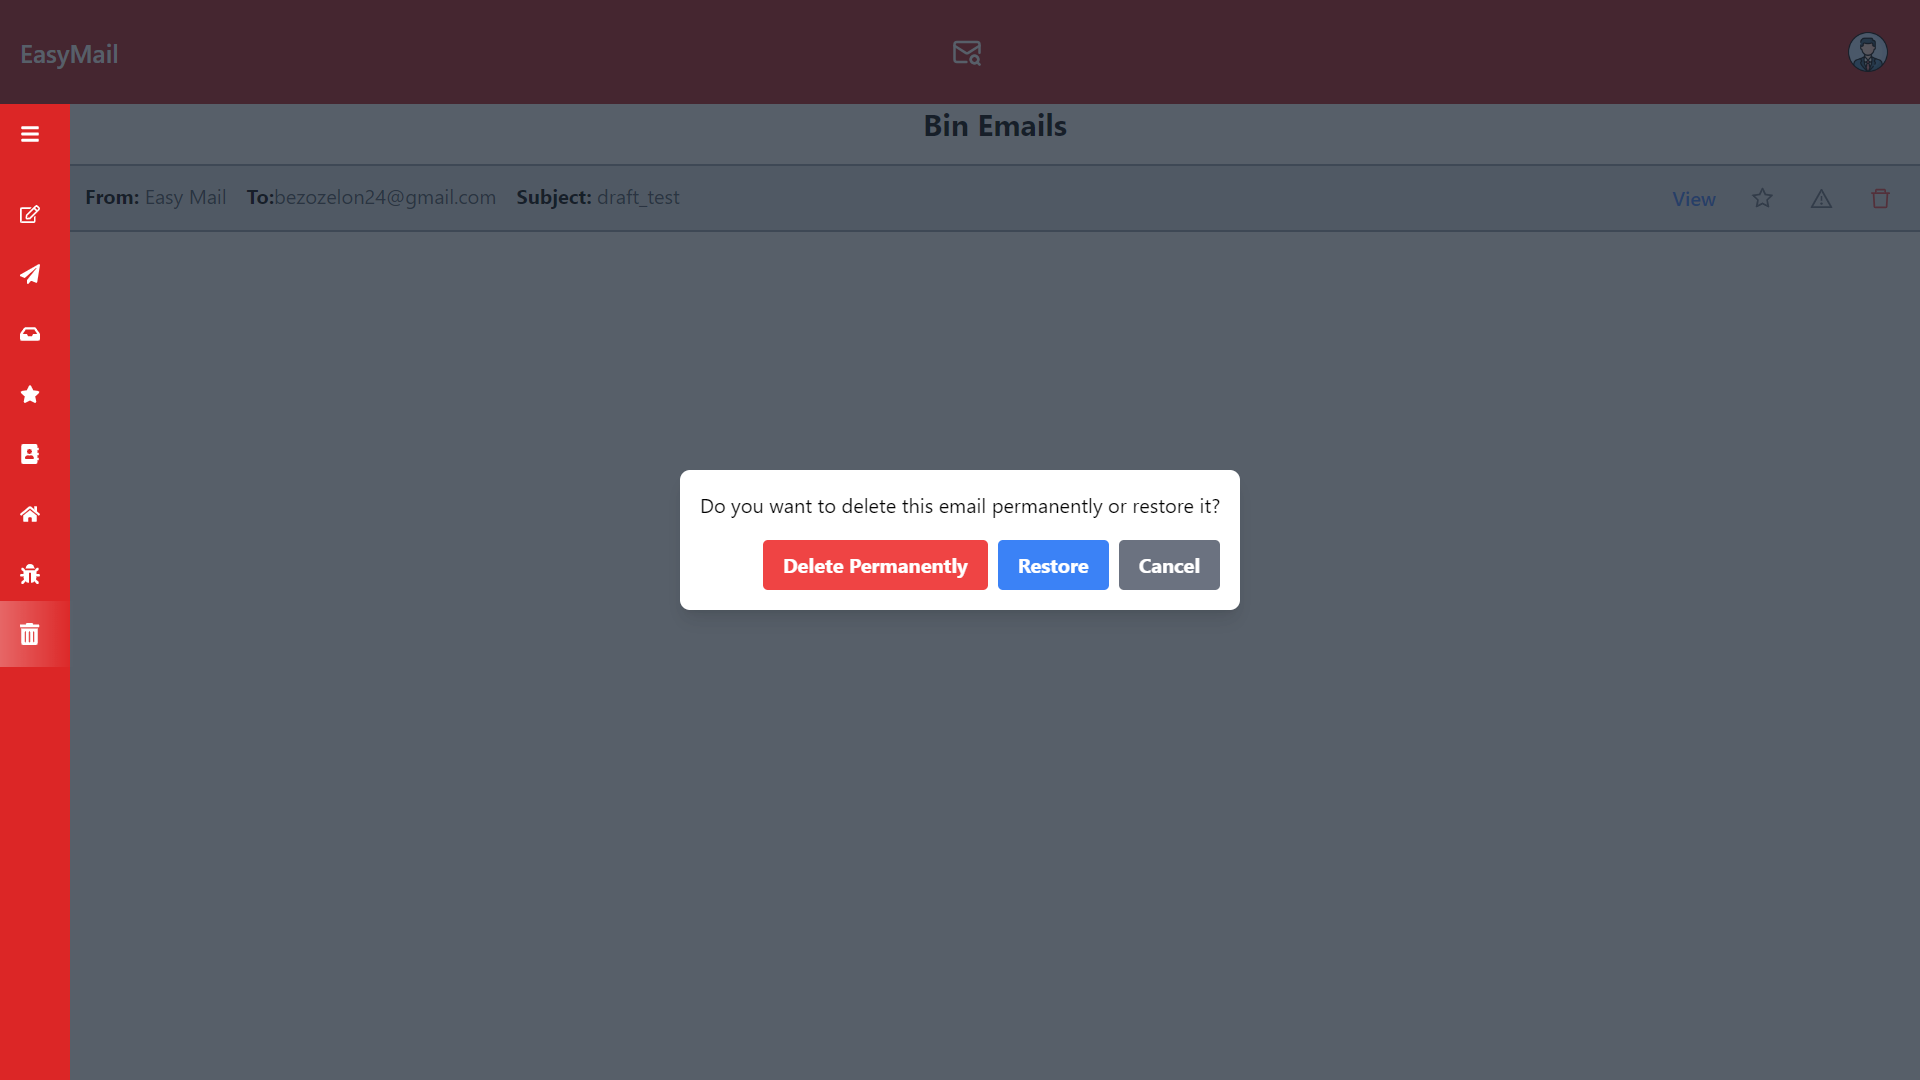 EasyMail
Bin Emails
From: Easy Mail To:bezozelon24@gmail.com Subject: draft_test View
Do you want to delete this email permanently or restore it?
Delete Permanently Restore Cancel